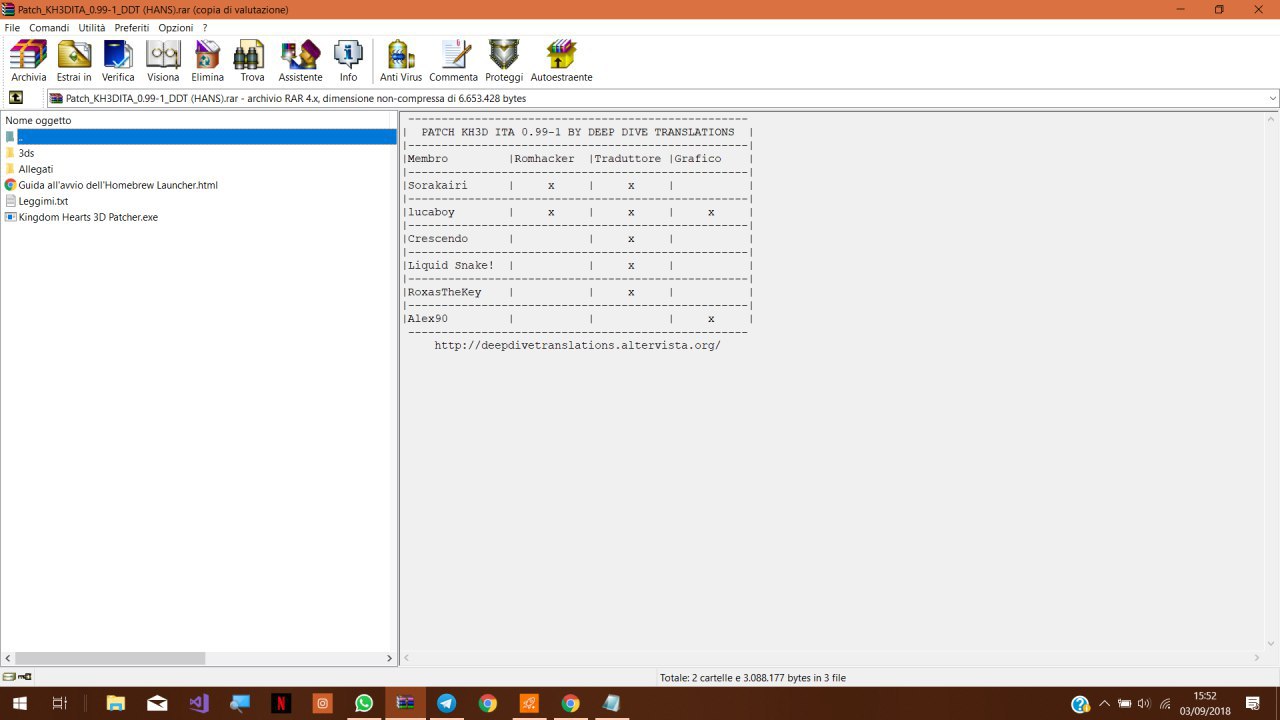 Patch_KH3DITA_0.99-1_DDT (HANS).rar (copia di valutazione)
File Comandi Utilità Preferiti Opzioni ?
Archivia Estrai in Verifica Visiona Elimina Trova Assistente Info Anti Virus Commenta Proteggi Autoestraente
Patch_KH3DITA_0.99-1_DDT (HANS).rar - archivio RAR 4.x, dimensione non-compressa di 6.653.428 bytes
Nome oggetto
..
3ds
Allegati
Guida all'avvio dell'Homebrew Launcher.html
Leggimi.txt
Kingdom Hearts 3D Patcher.exe
---------------------------------------------------
| PATCH KH3D ITA 0.99-1 BY DEEP DIVE TRANSLATIONS |
|---------------------------------------------------|
|Membro |Romhacker |Traduttore |Grafico |
|---------------------------------------------------|
|Sorakairi | x | x | |
|---------------------------------------------------|
|lucaboy | x | x | x |
|---------------------------------------------------|
|Crescendo | | x | |
|---------------------------------------------------|
|Liquid Snake! | | x | |
|---------------------------------------------------|
|RoxasTheKey | | x | |
|---------------------------------------------------|
|Alex90 | | | x |
---------------------------------------------------
http://deepdivetranslations.altervista.org/
Totale: 2 cartelle e 3.088.177 bytes in 3 file
15:52
03/09/2018